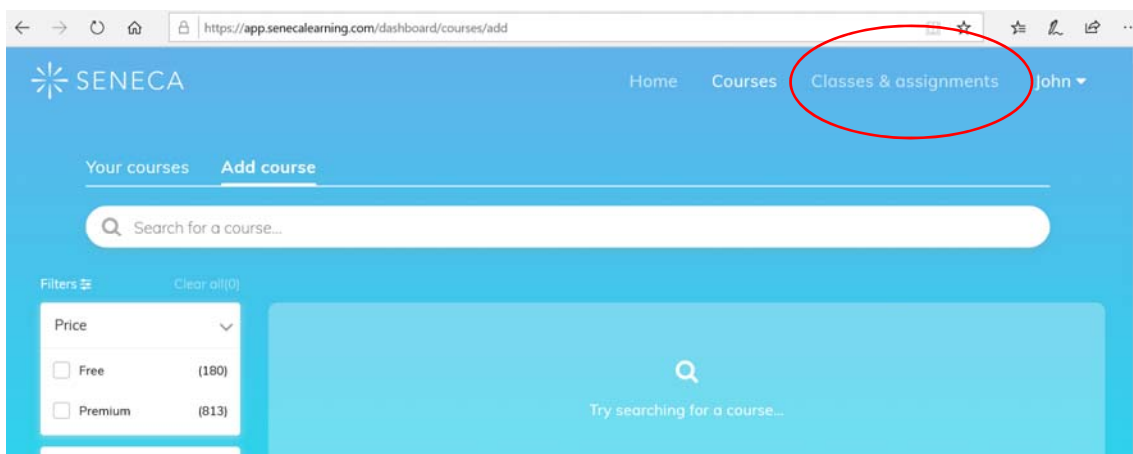 https://app.senecalearning.com/dashboard/courses/add
SENECA Home Courses Classes & assignments John
Your courses Add course
Search for a course...
Filters Clear all(0)
Price
Free (180)
Premium (813)
Try searching for a course...